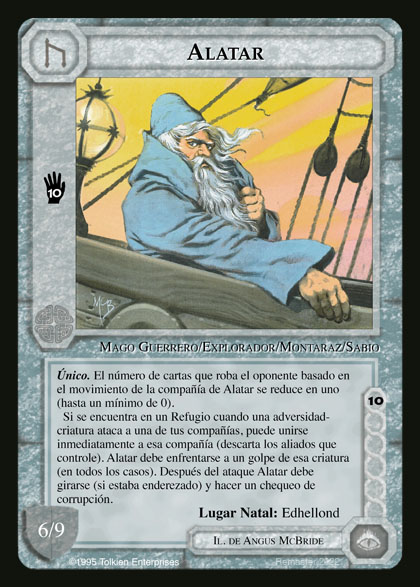 ALATAR
10
McB
MAGO GUERRERO/EXPLORADOR/MONTARAZ/SABIO
Único. El número de cartas que roba el oponente basado en
el movimiento de la compañía de Alatar se reduce en uno
(hasta un mínimo de 0).
Si se encuentra en un Refugio cuando una adversidad-
criatura ataca a una de tus compañías, puede unirse
inmediatamente a esa compañía (descarta los aliados que
controle). Alatar debe enfrentarse a un golpe de esa criatura
(en todos los casos). Después del ataque Alatar debe
girarse (si estaba enderezado) y hacer un chequeo de
corrupción.
10
Lugar Natal: Edhellond
6/9
IL. DE ANGUS MCBRIDE
©1995 Tolkien Enterprises